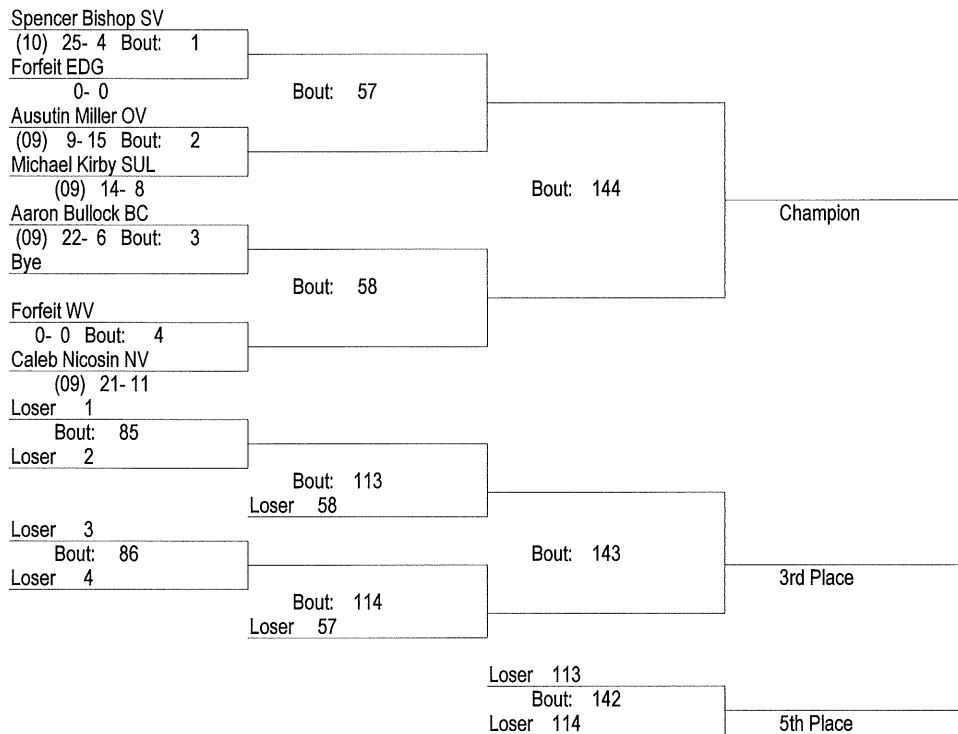 Spencer Bishop SV
(10) 25- 4 Bout: 1
Forfeit EDG
0- 0
Bout: 57
Ausutin Miller OV
(09) 9- 15 Bout: 2
Michael Kirby SUL
(09) 14- 8
Bout: 144
Champion
Aaron Bullock BC
(09) 22- 6 Bout: 3
Bye
Bout: 58
Forfeit WV
0- 0 Bout: 4
Caleb Nicosin NV
(09) 21- 11
Loser 1
Bout: 85
Loser 2
Bout: 113
Loser 58
Loser 3
Bout: 86
Loser 4
Bout: 143
3rd Place
Bout: 114
Loser 57
Loser 113
Bout: 142
Loser 114
5th Place